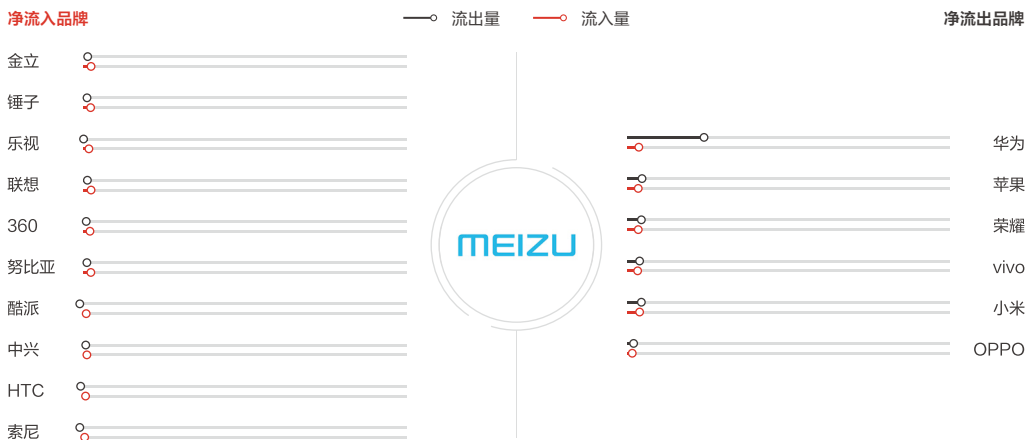 净流入品牌
流出量
流入量
净流出品牌
金立
锤子
乐视
联想
360
努比亚
酷派
中兴
HTC
索尼
MEIZU
华为
苹果
荣耀
vivo
小米
OPPO